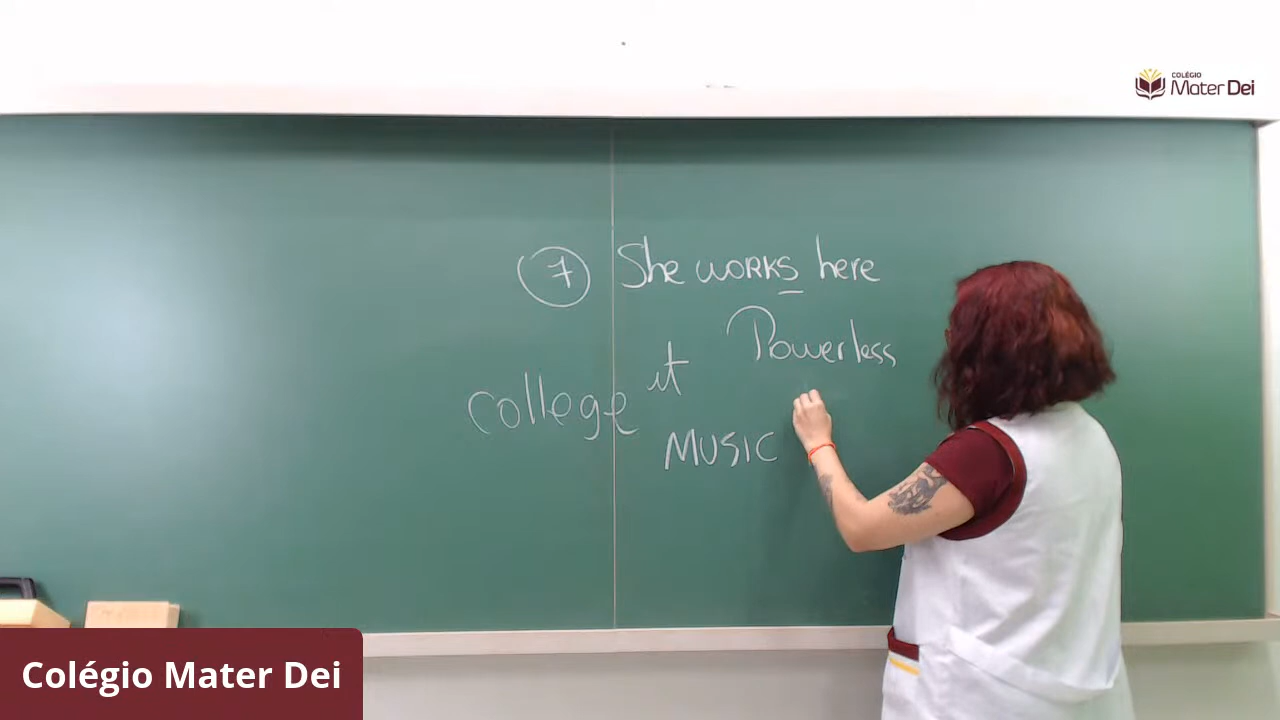 COLÉGIO
Mater Dei
7 She works here
Powerless
it
college
MUSIC
Colégio Mater Dei